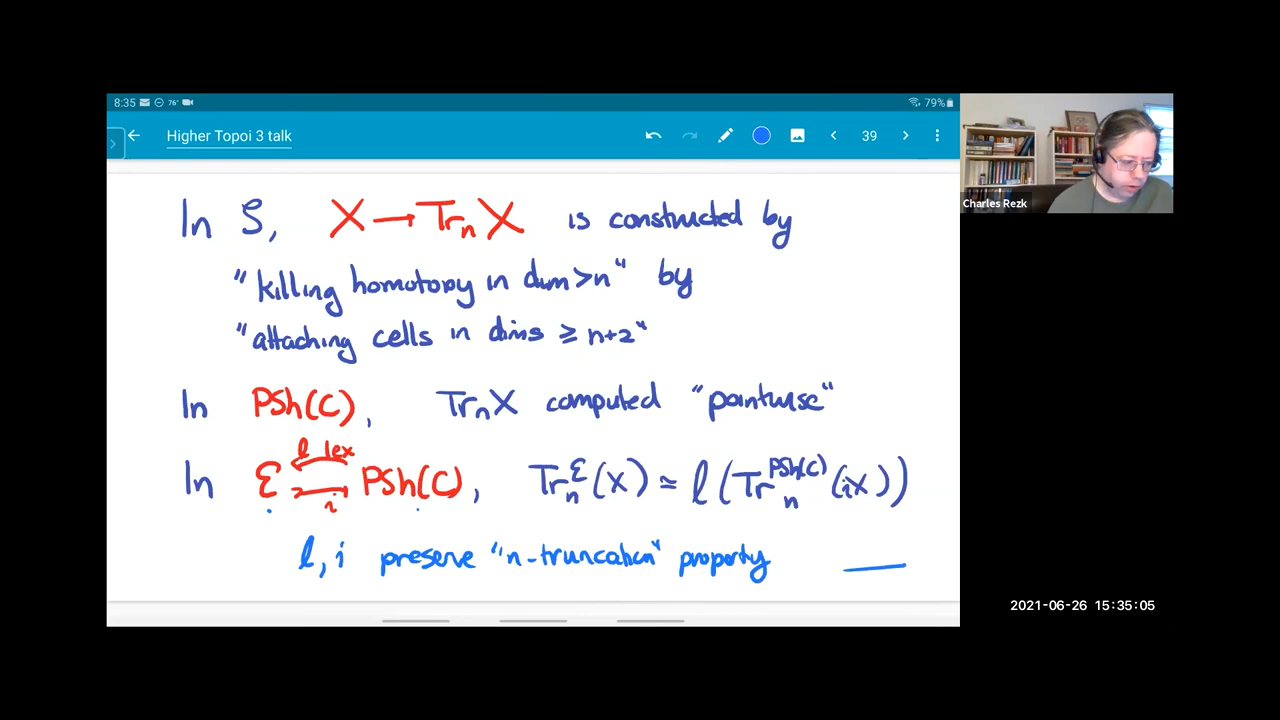 8:35 76° 79%
Higher Topoi 3 talk 39
Charles Rezk
In S, X → Tr_n X is constructed by
"killing homotopy in dim > n" by
"attaching cells in dims ≥ n+2"
In PSh(C), Tr_n X computed "pointwise"
l lex
In ℰ ⇄ PSh(C), Tr_n^ℰ(X) ≃ l(Tr_n^PSh(C)(iX))
i
l, i preserve "n-truncation" property
2021-06-26 15:35:05